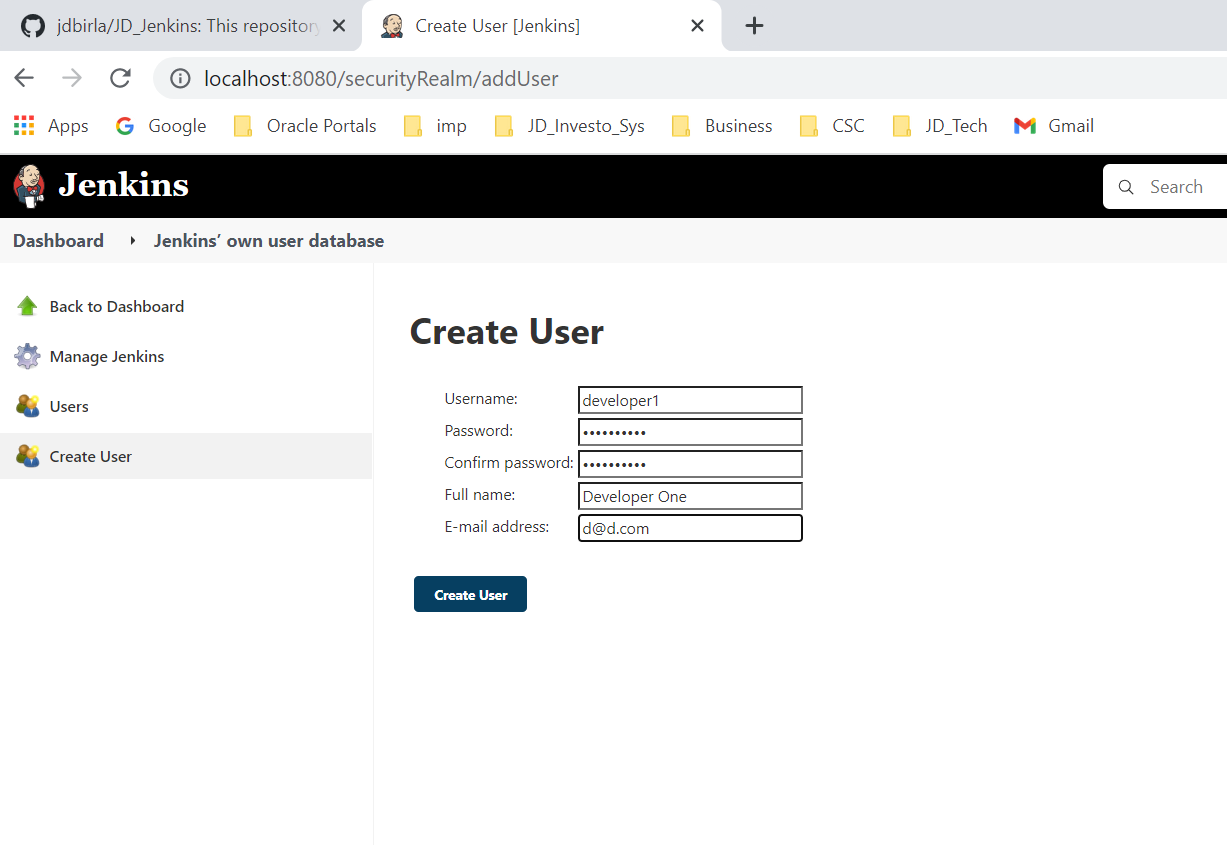 jdbirla/JD_Jenkins: This repository
Create User [Jenkins]
localhost:8080/securityRealm/addUser
Apps Google Oracle Portals imp JD_Investo_Sys Business CSC JD_Tech Gmail
Jenkins Search
Dashboard Jenkins’ own user database
Back to Dashboard
Manage Jenkins
Users
Create User
Create User
Username: developer1
Password: ••••••••••
Confirm password: ••••••••••
Full name: Developer One
E-mail address: d@d.com
Create User